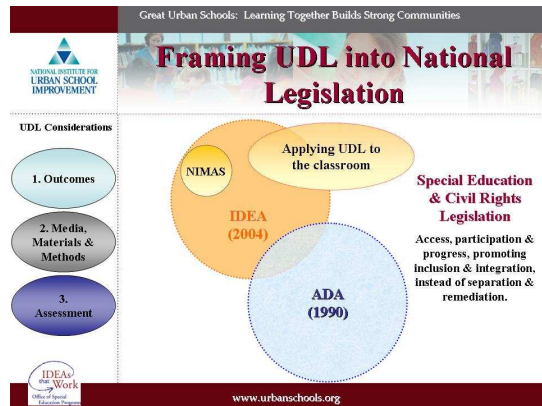 Great Urban Schools: Learning Together Builds Strong Communities
NATIONAL INSTITUTE FOR
URBAN SCHOOL
IMPROVEMENT
Framing UDL into National
Legislation
UDL Considerations
1. Outcomes
2. Media,
Materials &
Methods
3.
Assessment
Applying UDL to
the classroom
NIMAS
IDEA
(2004)
ADA
(1990)
Special Education
& Civil Rights
Legislation
Access, participation &
progress, promoting
inclusion & integration,
instead of separation &
remediation.
IDEAs
that Work
Office of Special
Education Programs
www.urbanschools.org